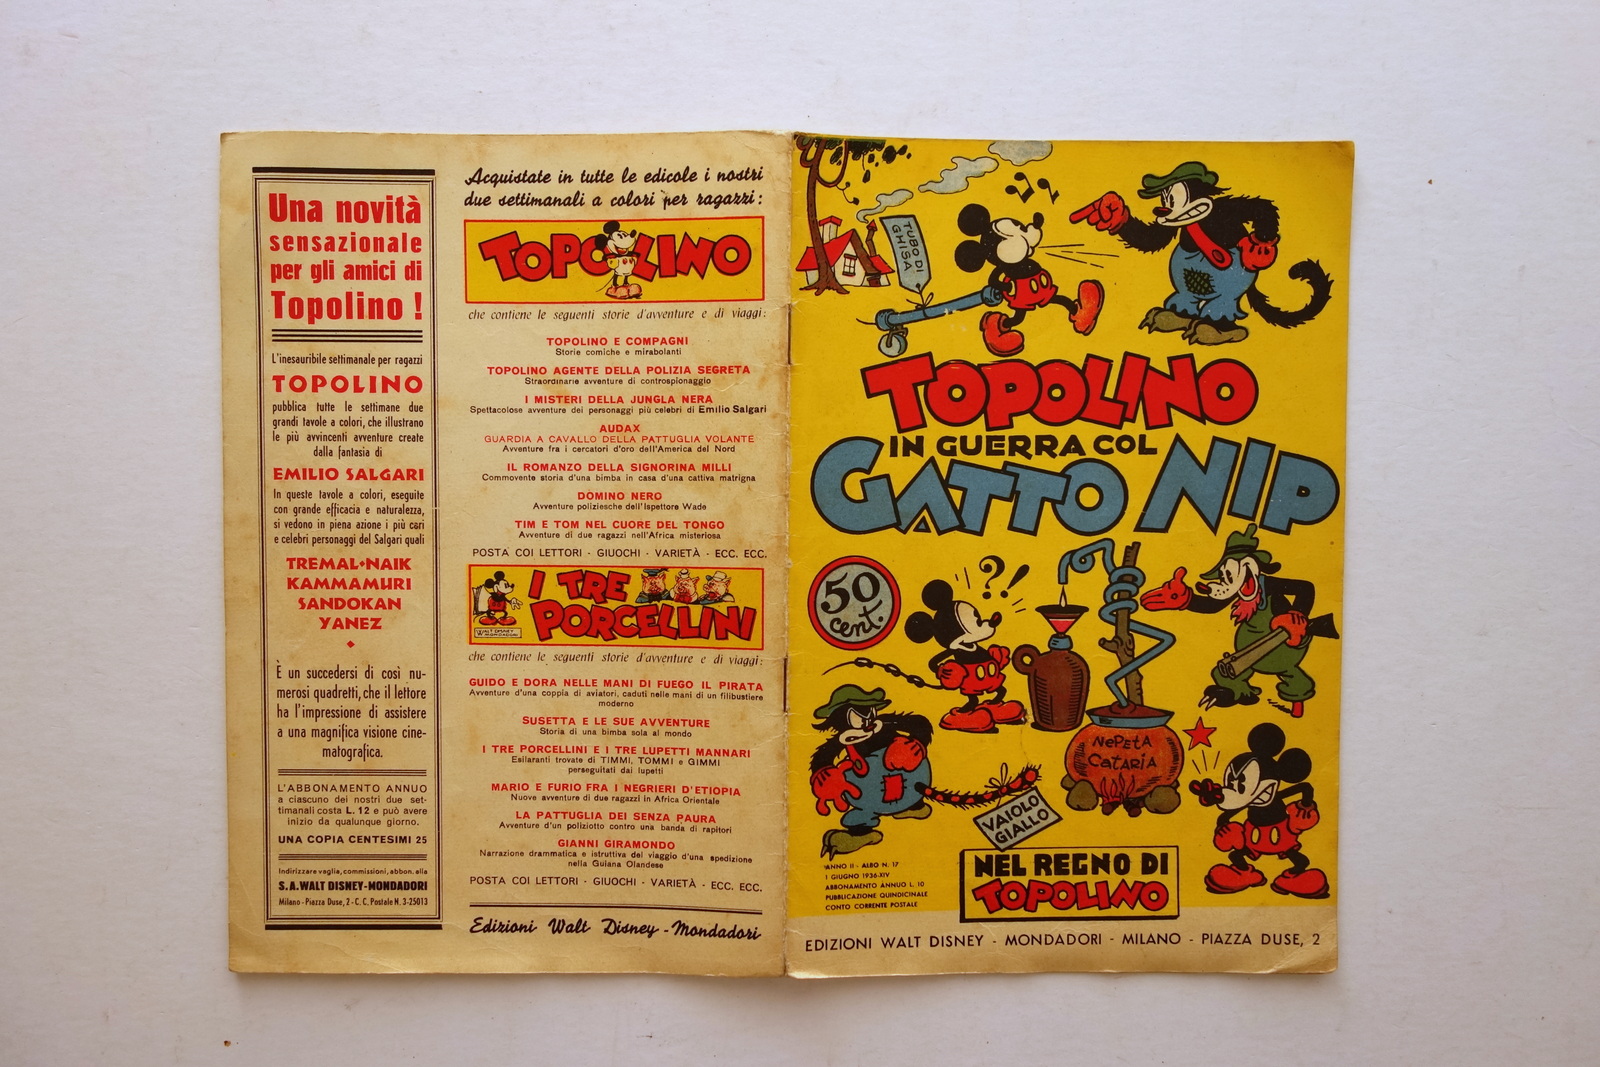 Una novità
sensazionale
per gli amici di
Topolino !
L'inesauribile settimanale per ragazzi
TOPOLINO
pubblica tutte le settimane due
grandi tavole a colori, che illustrano
le più avvincenti avventure create
dalla fantasia di
EMILIO SALGARI
In queste tavole a colori, eseguite
con grande efficacia e naturalezza,
si vedono in piena azione i più cari
e celebri personaggi del Salgari quali
TREMAL-NAIK
KAMMAMURI
SANDOKAN
YANEZ
È un succedersi di così nu-
merosi quadretti, che il lettore
ha l'impressione di assistere
a una magnifica visione cine-
matografica.
L'ABBONAMENTO ANNUO
a ciascuno dei nostri due set-
timanali costa L. 12 e può avere
inizio da qualunque giorno.
UNA COPIA CENTESIMI 25
Indirizzare vaglia, commissioni, abbon. alla
S.A. WALT DISNEY-MONDADORI
Milano - Piazza Duse, 2 - C. C. Postale N. 3-25013
Acquistate in tutte le edicole i nostri
due settimanali a colori per ragazzi :
TOPOLINO
che contiene le seguenti storie d'avventure e di viaggi:
TOPOLINO E COMPAGNI
Storie comiche e mirabolanti
TOPOLINO AGENTE DELLA POLIZIA SEGRETA
Straordinarie avventure di controspionaggio
I MISTERI DELLA JUNGLA NERA
Spettacolose avventure dei personaggi più celebri di Emilio Salgari
AUDAX
GUARDIA A CAVALLO DELLA PATTUGLIA VOLANTE
Avventure fra i cercatori d'oro dell'America del Nord
IL ROMANZO DELLA SIGNORINA MILLI
Commovente storia d'una bimba in casa d'una cattiva matrigna
DOMINO NERO
Avventure poliziesche dell'Ispettore Wade
TIM E TOM NEL CUORE DEL TONGO
Avventure di due ragazzi nell'Africa misteriosa
POSTA COI LETTORI - GIUOCHI - VARIETÀ - ECC. ECC.
I TRE
PORCELLINI
WALT DISNEY
MONDADORI
che contiene le seguenti storie d'avventure e di viaggi:
GUIDO E DORA NELLE MANI DI FUEGO IL PIRATA
Avventure d'una coppia di aviatori, caduti nelle mani di un filibustiere
moderno
SUSETTA E LE SUE AVVENTURE
Storia di una bimba sola al mondo
I TRE PORCELLINI E I TRE LUPETTI MANNARI
Esilaranti trovate di TIMMI, TOMMI e GIMMI
perseguitati dai lupetti
MARIO E FURIO FRA I NEGRIERI D'ETIOPIA
Nuove avventure di due ragazzi in Africa Orientale
LA PATTUGLIA DEI SENZA PAURA
Avventure d'un poliziotto contro una banda di rapitori
GIANNI GIRAMONDO
Narrazione drammatica e istruttiva del viaggio d'una spedizione
nella Guiana Olandese
POSTA COI LETTORI - GIUOCHI - VARIETÀ - ECC. ECC.
Edizioni Walt Disney - Mondadori
TUBO DI
GHISA
TOPOLINO
IN GUERRA COL
GATTO NIP
50
cent.
?!
NEPETA
CATARIA
VAIOLO
GIALLO
ANNO II - ALBO N. 17
1 GIUGNO 1936-XIV
ABBONAMENTO ANNUO L. 10
PUBBLICAZIONE QUINDICINALE
CONTO CORRENTE POSTALE
NEL REGNO DI
TOPOLINO
EDIZIONI WALT DISNEY - MONDADORI - MILANO - PIAZZA DUSE, 2